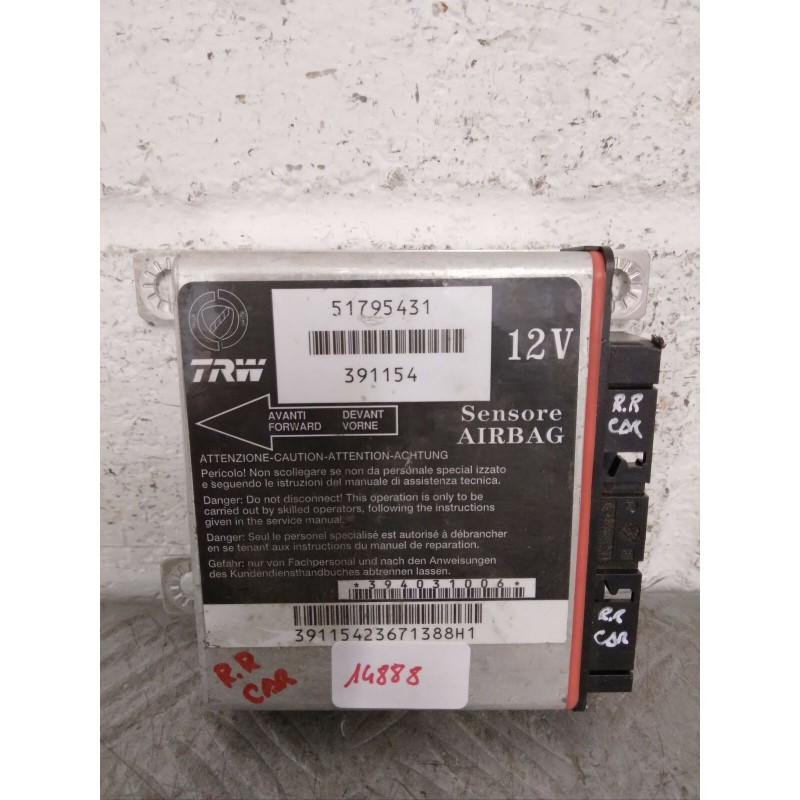 51795431
391154
12V
TRW
AVANTI DEVANT
FORWARD VORNE
Sensore
AIRBAG
ATTENZIONE-CAUTION-ATTENTION-ACHTUNG
Pericolo! Non scollegare se non da personale special izzato
e seguendo le istruzioni del manuale di assistenza tecnica.
Danger: Do not disconnect! This operation is only to be
carried out by skilled operators, following the instructions
given in the service manual.
Danger: Seul le personel specialisé est autorisé à débrancher
en se tenant aux instructions du manuel de reparation.
Gefahr: nur von Fachpersonal und nach den Anweisungen
des Kundendiensthandbuches abtrennen lassen.
*394031006*
39115423671388H1
14888
R.R
CAR
R.R
CAR
R.R
CAR